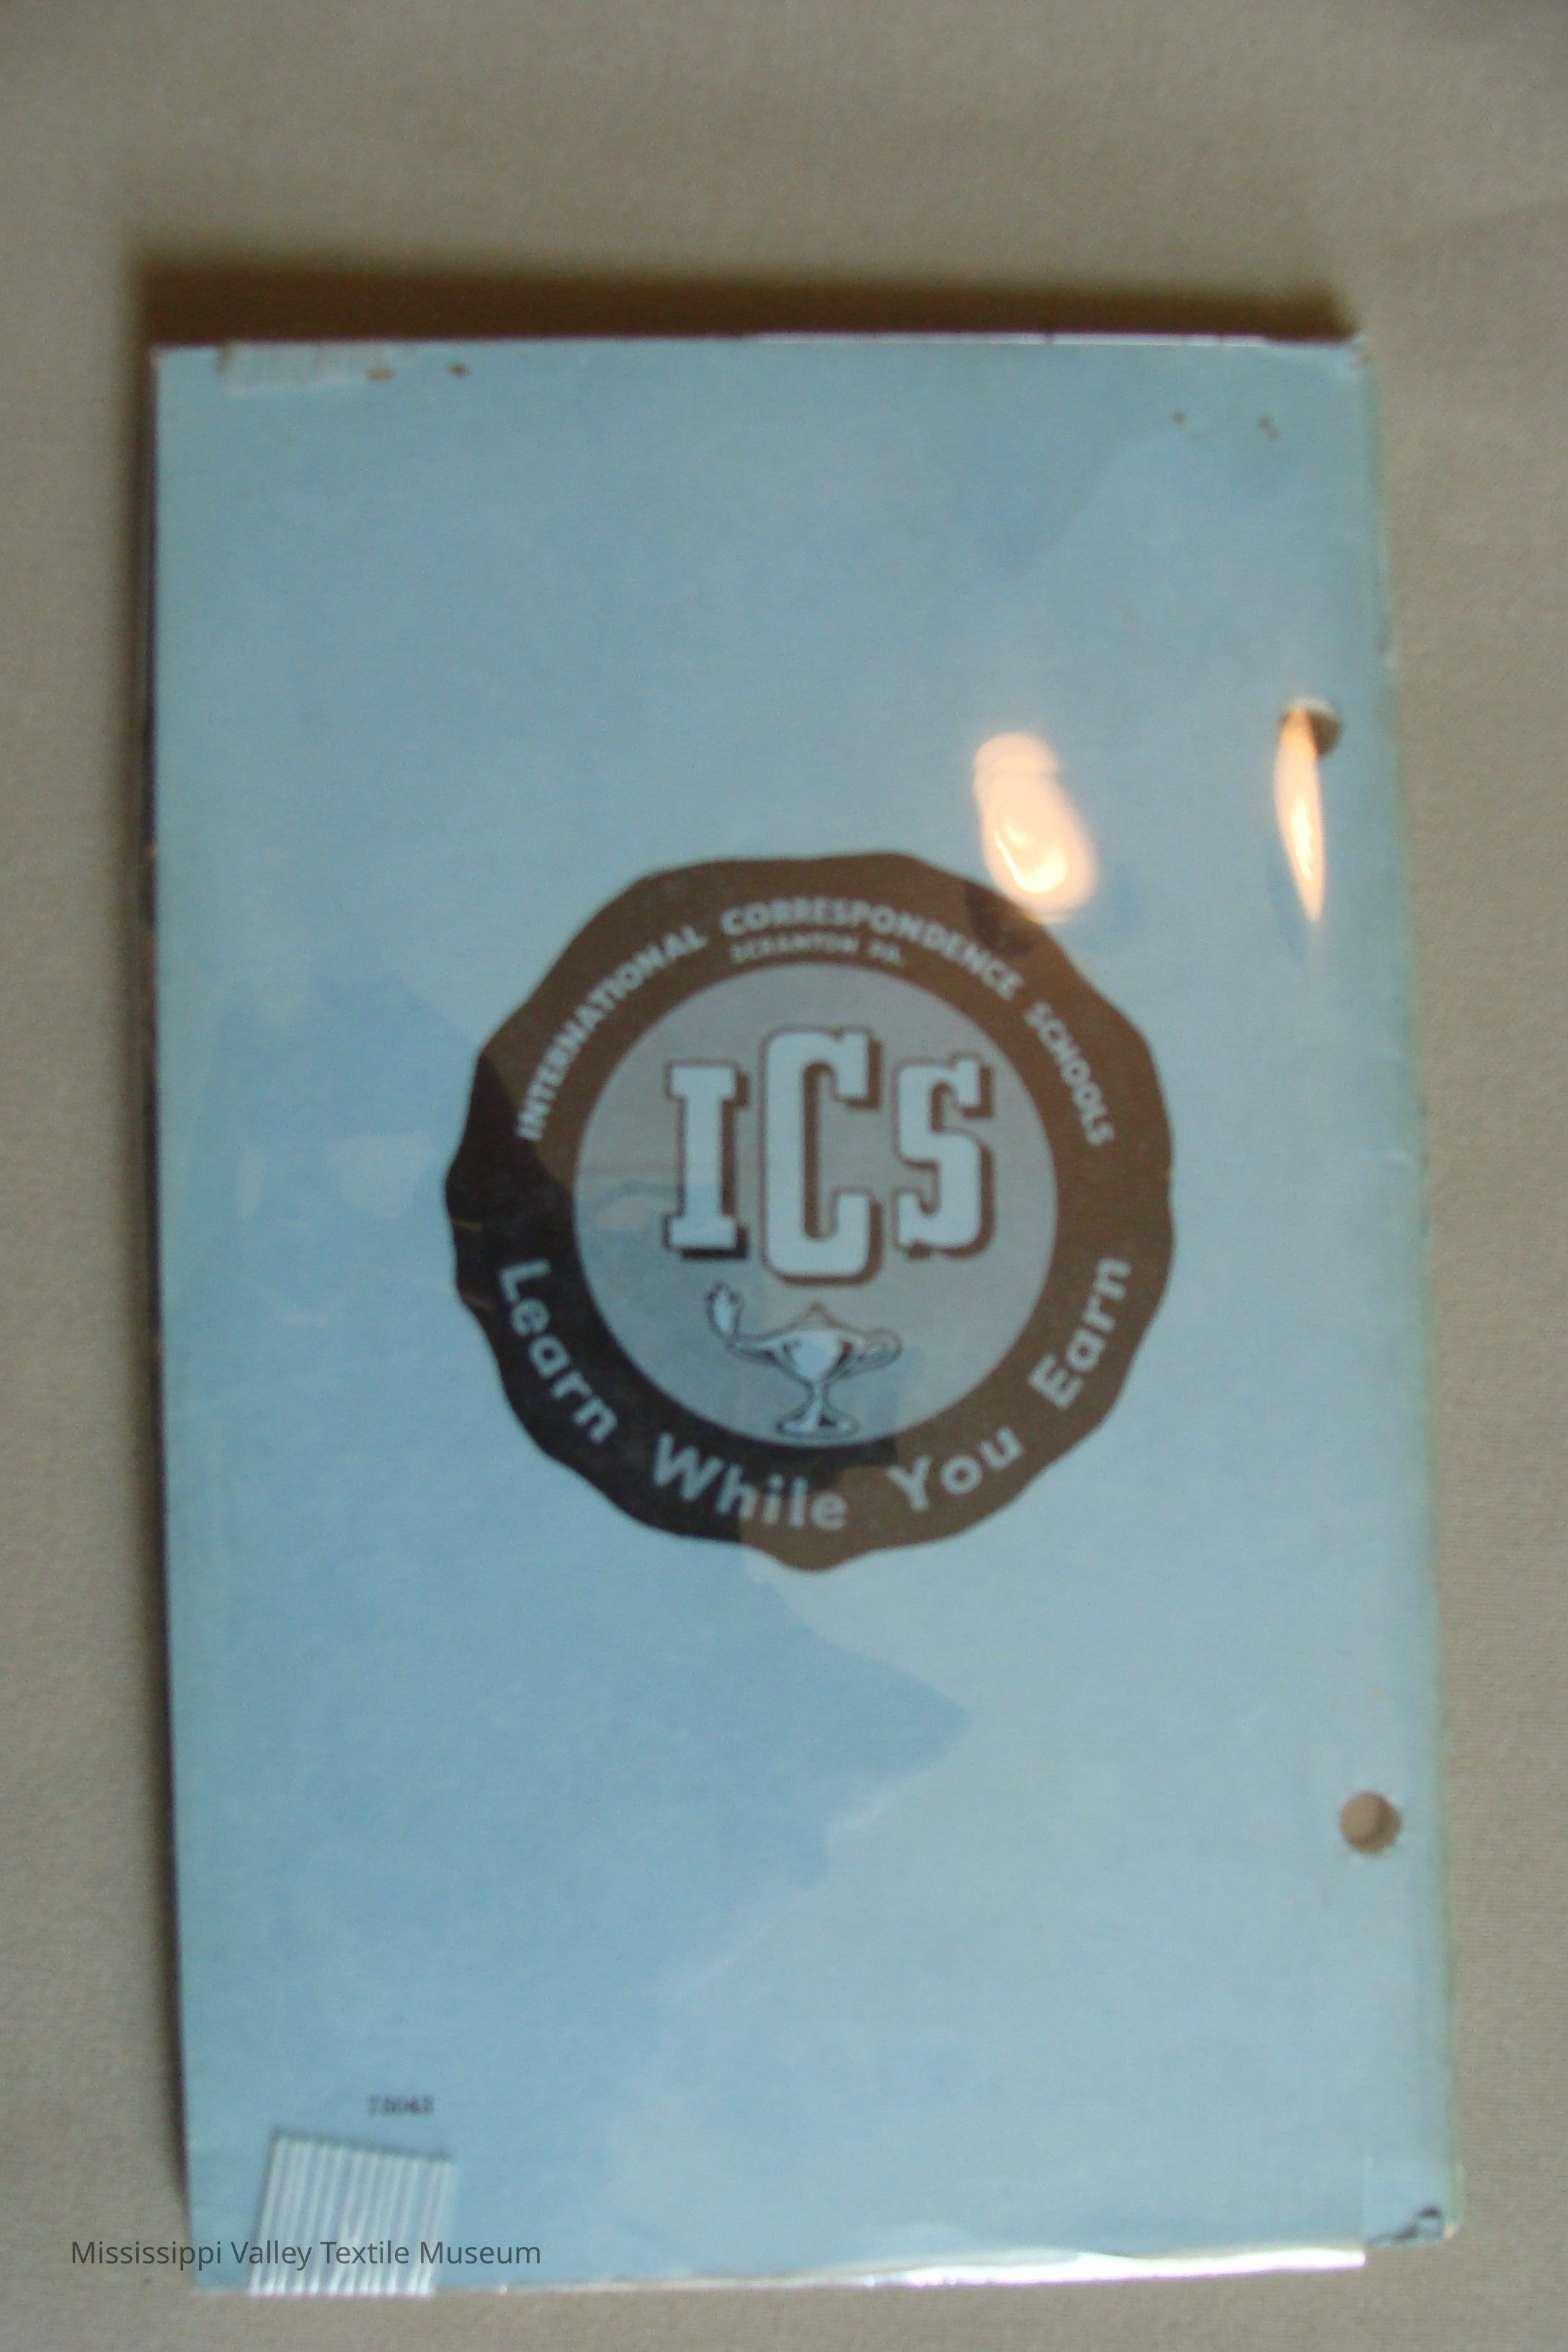 INTERNATIONAL CORRESPONDENCE SCHOOLS
SCRANTON PA.
ICS
Learn While You Earn
Mississippi Valley Textile Museum